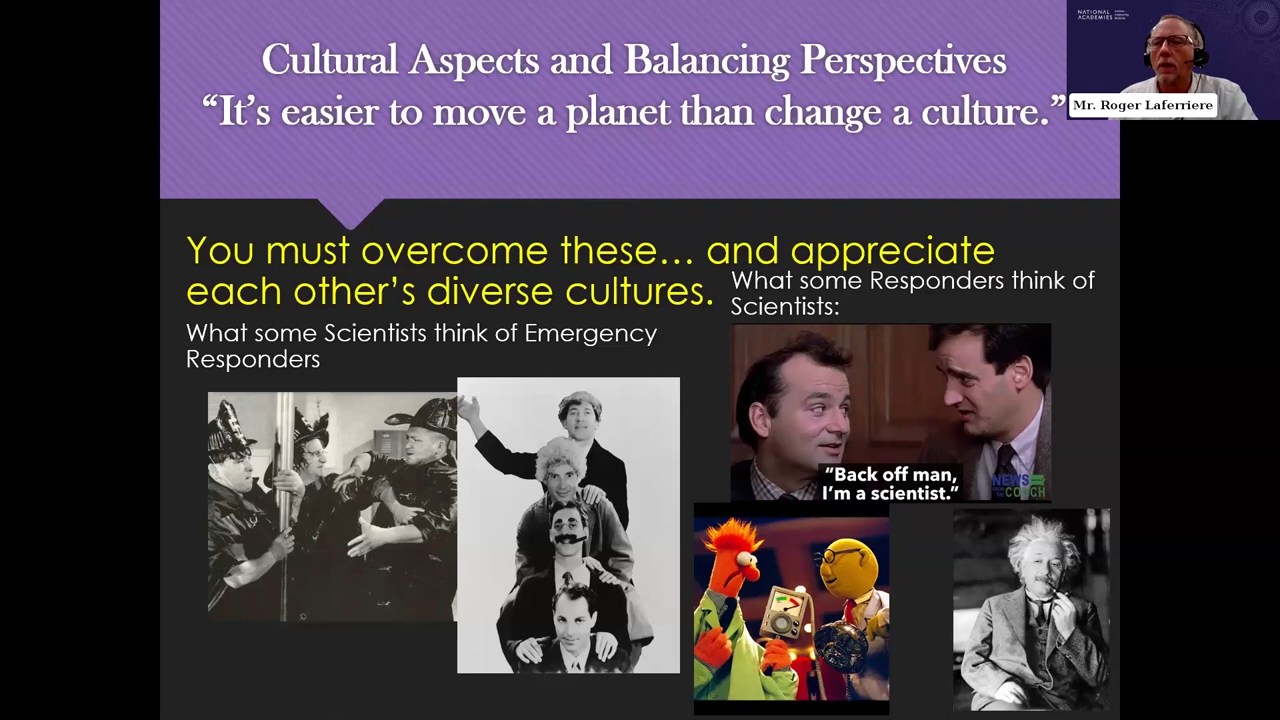 Cultural Aspects and Balancing Perspectives
“It’s easier to move a planet than change a culture.”
NATIONAL
ACADEMIES
Mr. Roger Laferriere
You must overcome these... and appreciate
each other’s diverse cultures.
What some Scientists think of Emergency
Responders
What some Responders think of
Scientists:
“Back off man,
I’m a scientist.”
NEWS
COUCH